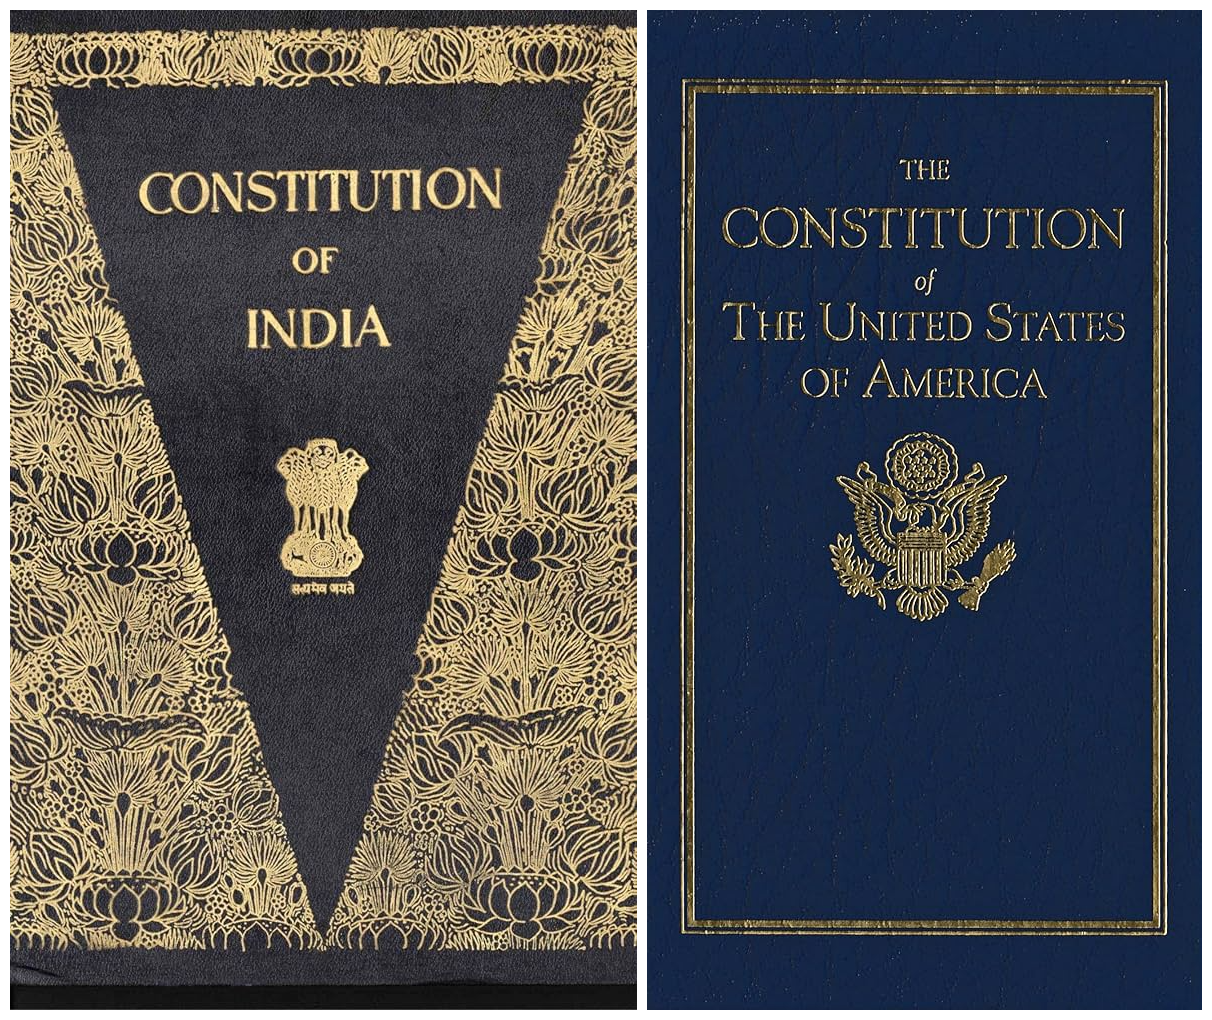 CONSTITUTION
OF
INDIA
सत्यमेव जयते
THE
CONSTITUTION
of
THE UNITED STATES
OF AMERICA